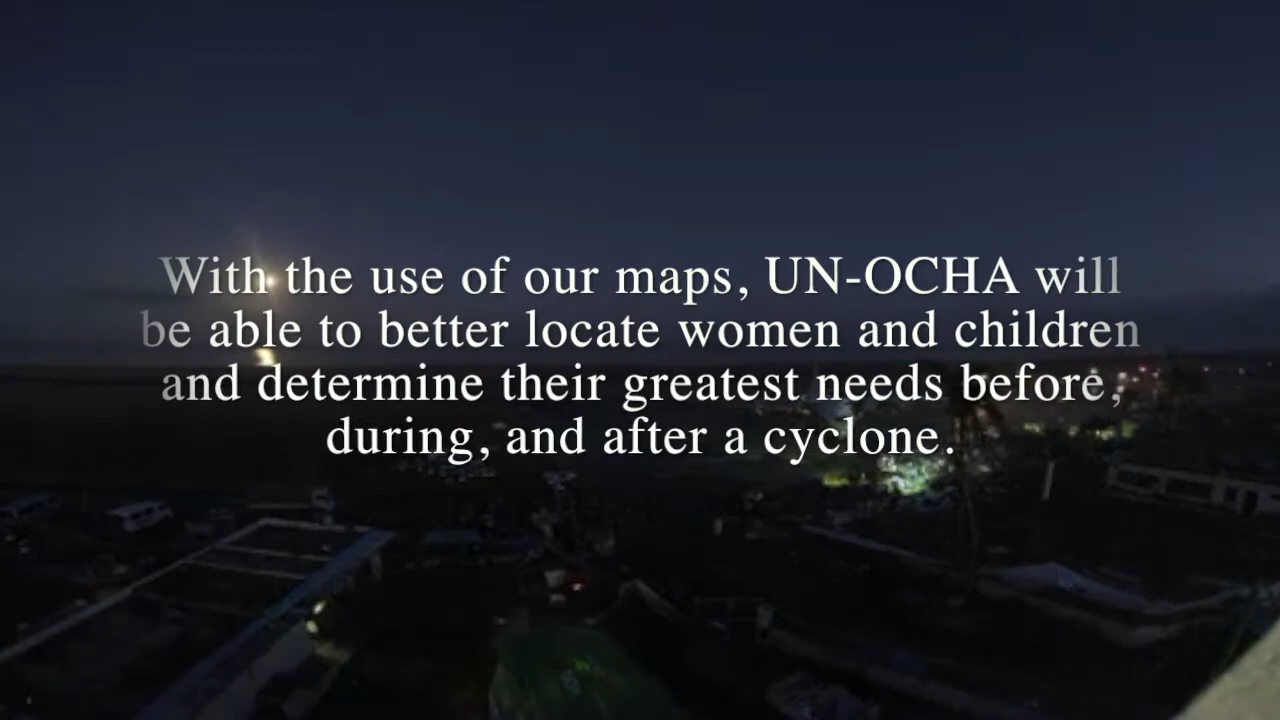 With the use of our maps, UN-OCHA will
be able to better locate women and children
and determine their greatest needs before,
during, and after a cyclone.